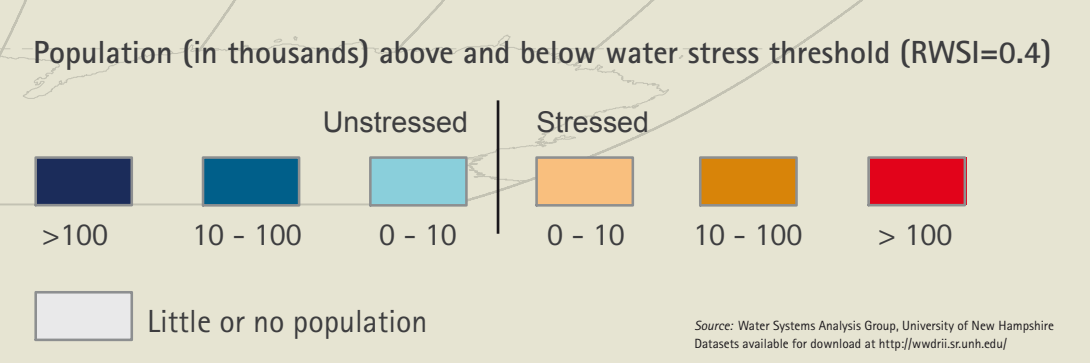 Population (in thousands) above and below water stress threshold (RWSI=0.4)
Unstressed Stressed
>100 10 - 100 0 - 10 0 - 10 10 - 100 > 100
Little or no population
Source: Water Systems Analysis Group, University of New Hampshire
Datasets available for download at http://wwdrii.sr.unh.edu/